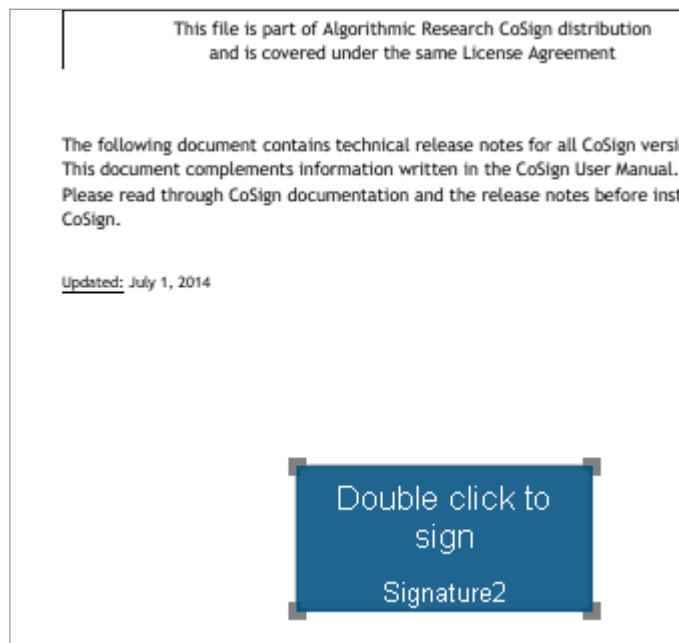 This file is part of Algorithmic Research CoSign distribution
and is covered under the same License Agreement
The following document contains technical release notes for all CoSign versi
This document complements information written in the CoSign User Manual.
Please read through CoSign documentation and the release notes before inst
CoSign.
Updated: July 1, 2014
Double click to
sign
Signature2